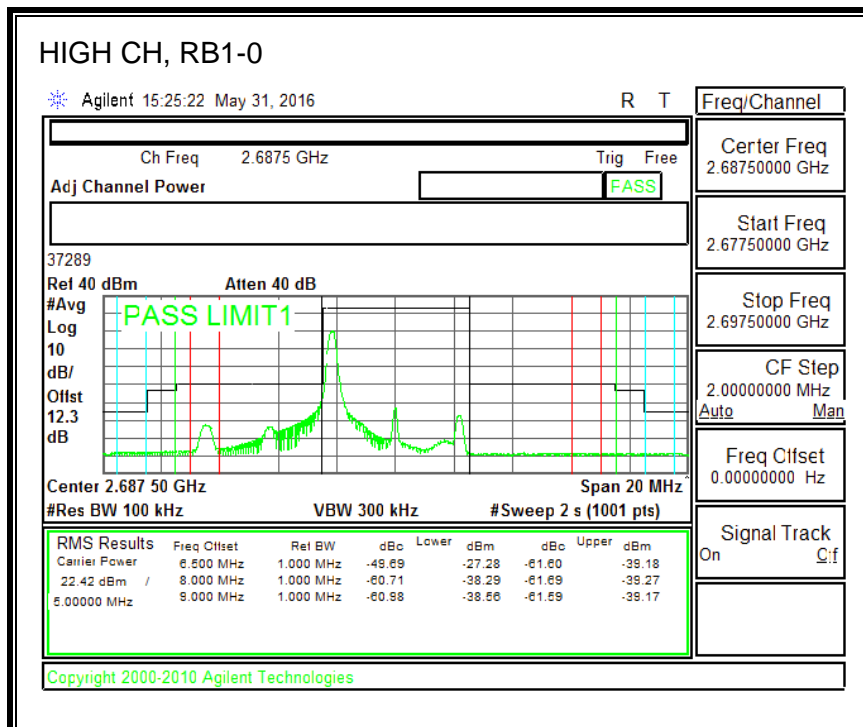 HIGH CH, RB1-0
Agilent 15:25:22 May 31, 2016 R T
Freq/Channel
Ch Freq 2.6875 GHz Trig Free
Adj Channel Power PASS
37289
Ref 40 dBm Atten 40 dB
#Avg
Log
10
dB/
Offst
12.3
dB
PASS LIMIT1
Center 2.687 50 GHz Span 20 MHz
#Res BW 100 kHz VBW 300 kHz #Sweep 2 s (1001 pts)
RMS Results Freq Offset Ref BW dBc Lower dBm dBc Upper dBm
Carrier Power 6.500 MHz 1.000 MHz -49.69 -27.28 -61.60 -39.18
22.42 dBm / 8.000 MHz 1.000 MHz -60.71 -38.29 -61.69 -39.27
5.00000 MHz 9.000 MHz 1.000 MHz -60.98 -38.56 -61.59 -39.17
Center Freq
2.68750000 GHz
Start Freq
2.67750000 GHz
Stop Freq
2.69750000 GHz
CF Step
2.00000000 MHz
Auto Man
Freq Offset
0.00000000 Hz
Signal Track
On Off
Copyright 2000-2010 Agilent Technologies